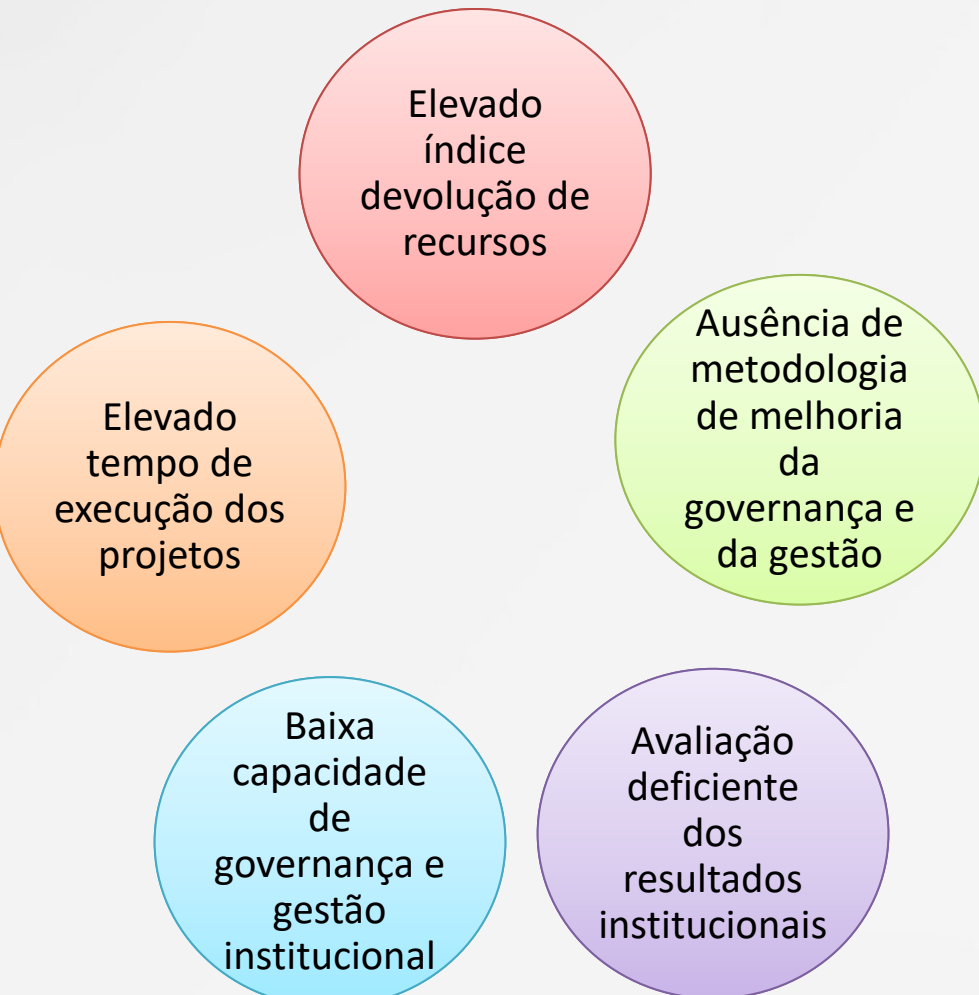 Elevado
índice
devolução de
recursos
Ausência de
metodologia
de melhoria
da
governança e
da gestão
Elevado
tempo de
execução dos
projetos
Baixa
capacidade
de
governança e
gestão
institucional
Avaliação
deficiente
dos
resultados
institucionais